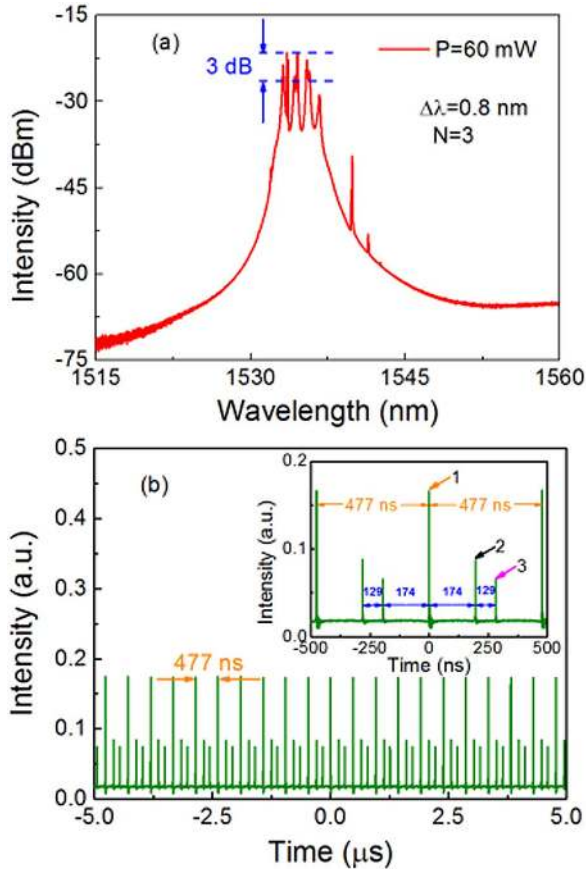 -15
(a)
P=60 mW
3 dB
-30
Δλ=0.8 nm
N=3
-45
-60
-75
Intensity (dBm)
1515 1530 1545 1560
Wavelength (nm)
0.5
(b)
0.4
0.3
0.2
0.1
0.0
Intensity (a.u.)
477 ns
-5.0 -2.5 0.0 2.5 5.0
Time (μs)
0.2
1
477 ns 477 ns
0.1
2
3
129 174 174 129
0.0
Intensity (a.u.)
-500 -250 0 250 500
Time (ns)